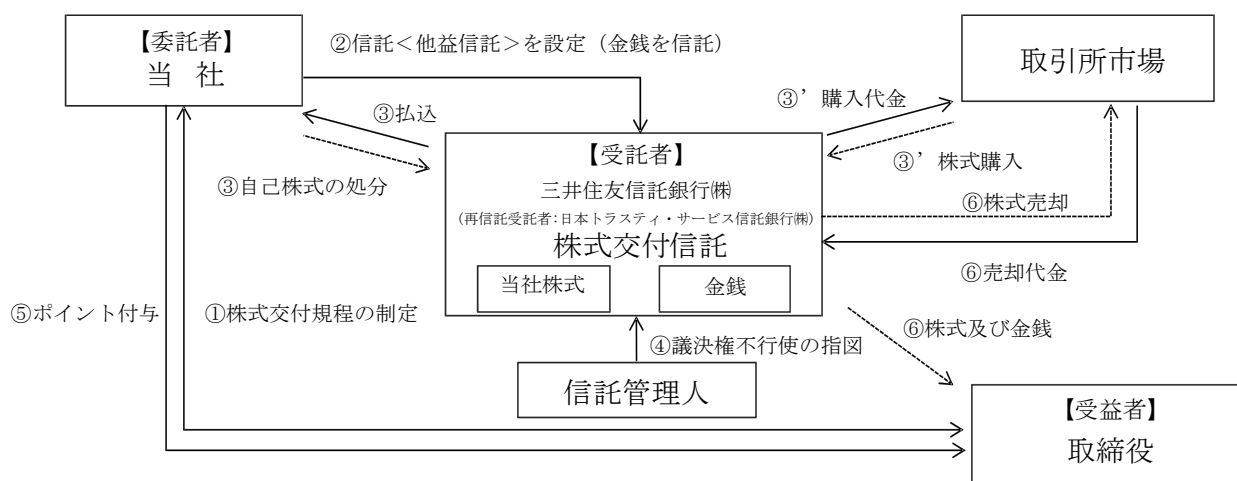 【委託者】
当 社
②信託＜他益信託＞を設定（金銭を信託）
取引所市場
③払込
③自己株式の処分
③’購入代金
③’株式購入
【受託者】
三井住友信託銀行㈱
（再信託受託者：日本トラスティ・サービス信託銀行㈱）
株式交付信託
当社株式
金銭
⑥株式売却
⑥売却代金
⑤ポイント付与
①株式交付規程の制定
④議決権不行使の指図
⑥株式及び金銭
信託管理人
【受益者】
取締役